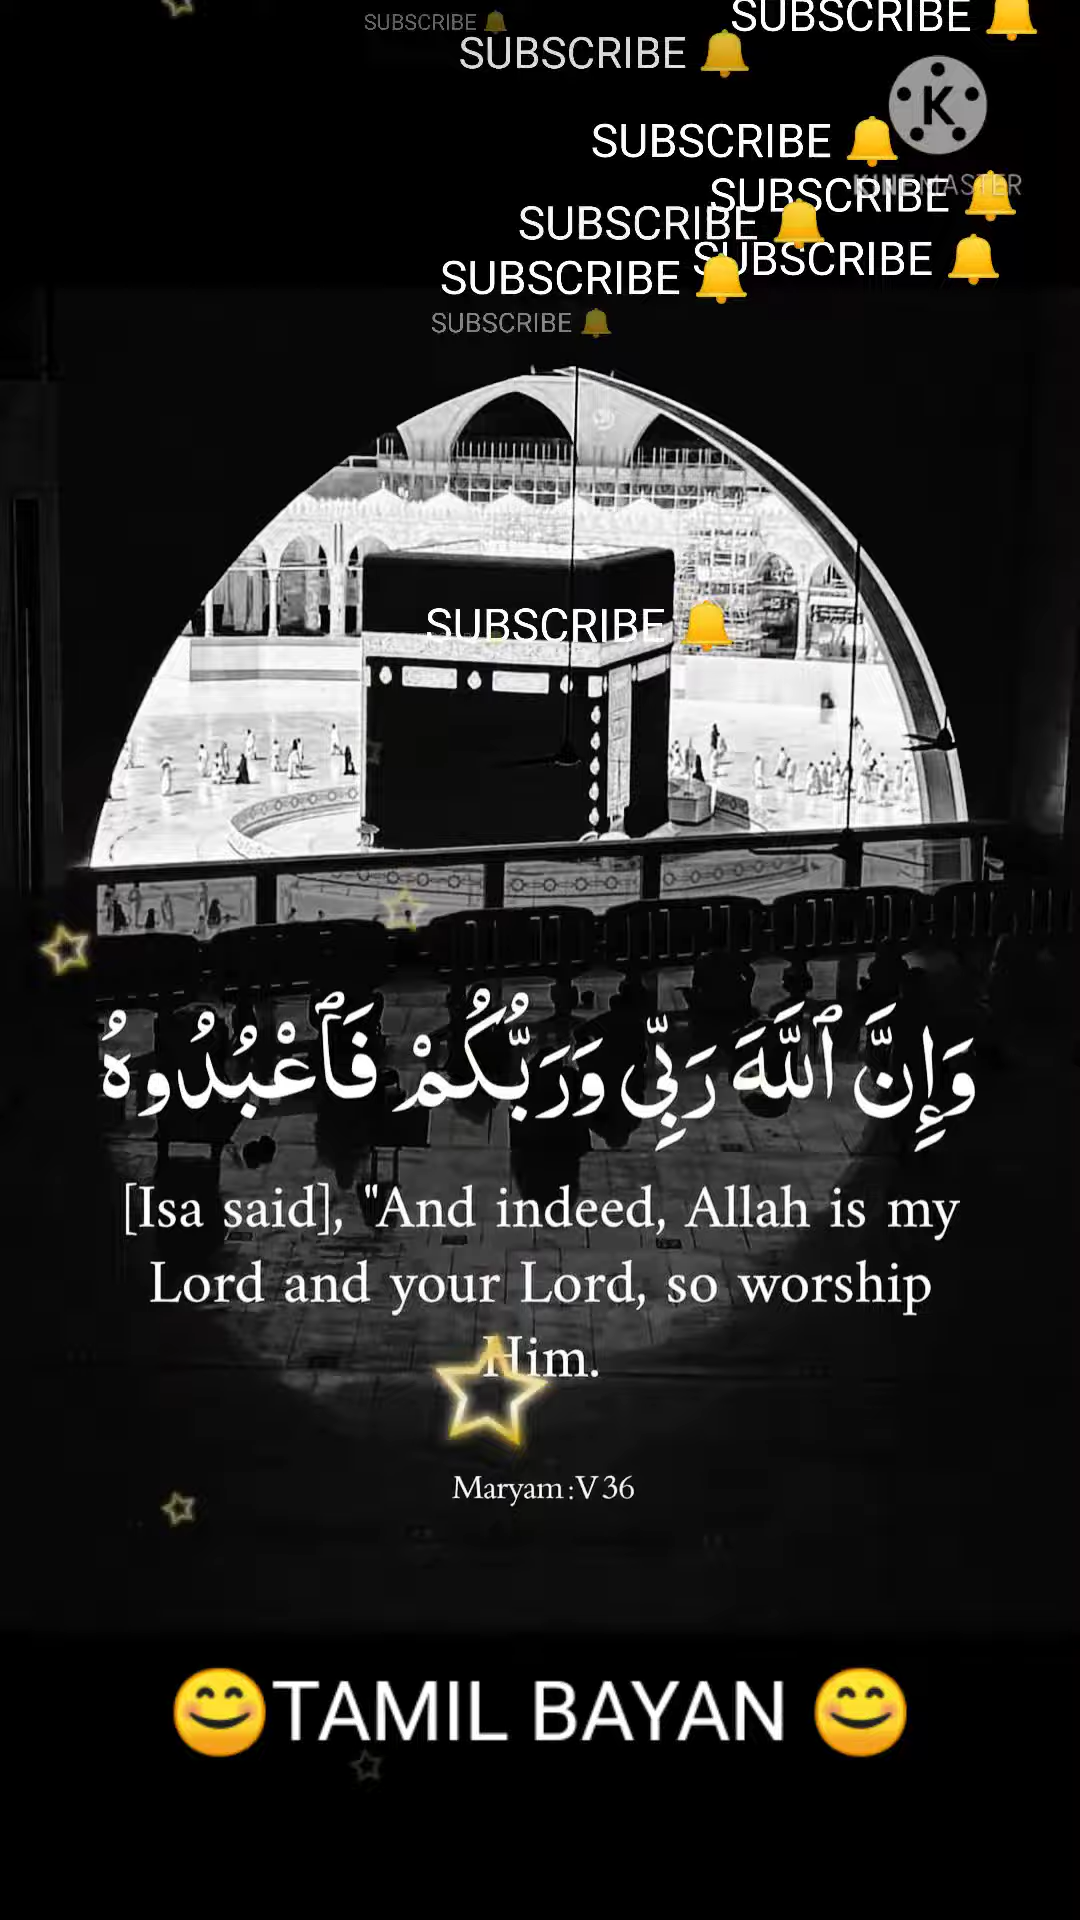 SUBSCRIBE 🔔
SUBSCRIBE 🔔
SUBSCRIBE 🔔
K
SUBSCRIBE 🔔
KINEMASTER
SUBSCRIBE 🔔
SUBSCRIBE 🔔
SUBSCRIBE 🔔
SUBSCRIBE 🔔
SUBSCRIBE 🔔
SUBSCRIBE 🔔
وَإِنَّ ٱللَّهَ رَبِّي وَرَبُّكُمْ فَٱعْبُدُوهُ
[Isa said], "And indeed, Allah is my
Lord and your Lord, so worship
Him.
Maryam:V36
😊TAMIL BAYAN 😊